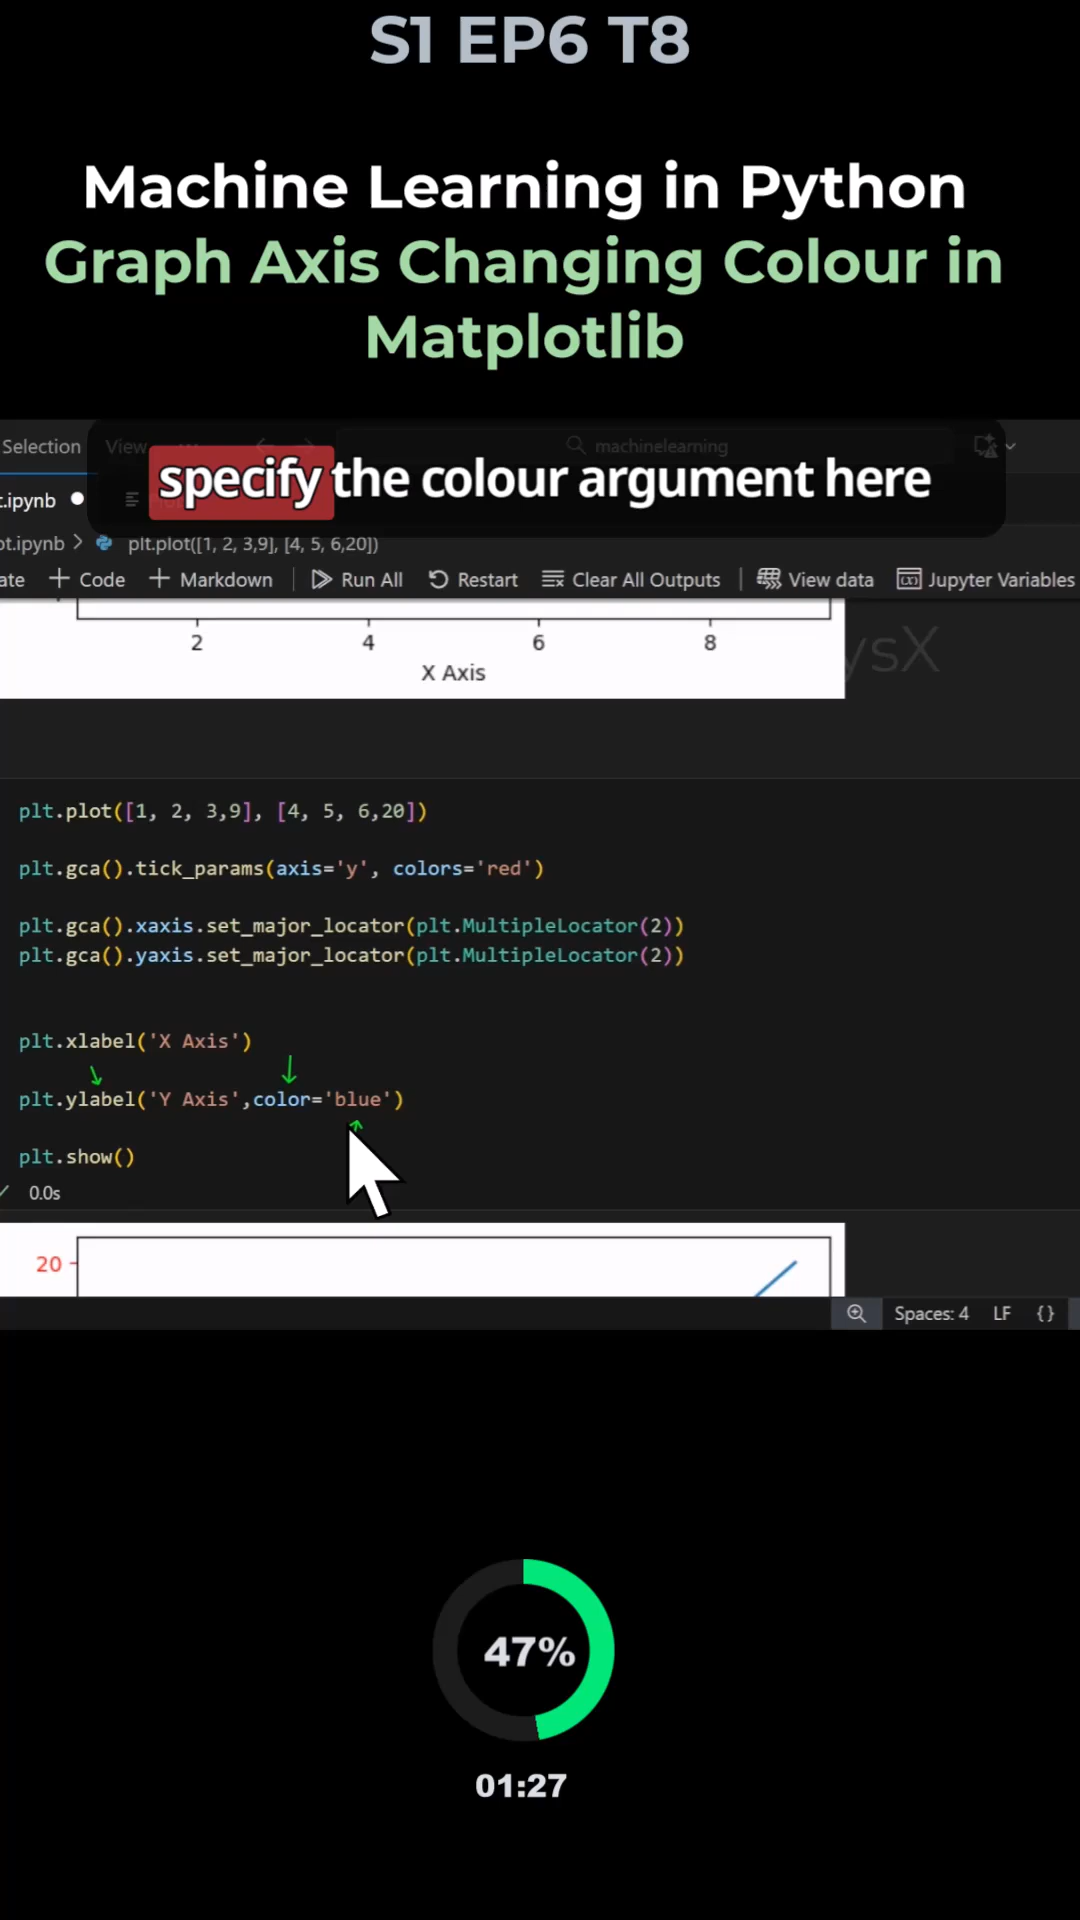 S1 EP6 T8
Machine Learning in Python
Graph Axis Changing Colour in
Matplotlib
Selection View machinelearning
specify the colour argument here
t.ipynb
ot.ipynb > plt.plot([1, 2, 3,9], [4, 5, 6,20])
ate + Code + Markdown Run All Restart Clear All Outputs View data Jupyter Variables
2 4 6 8
X Axis
ysX
plt.plot([1, 2, 3,9], [4, 5, 6,20])
plt.gca().tick_params(axis='y', colors='red')
plt.gca().xaxis.set_major_locator(plt.MultipleLocator(2))
plt.gca().yaxis.set_major_locator(plt.MultipleLocator(2))
plt.xlabel('X Axis')
plt.ylabel('Y Axis',color='blue')
plt.show()
0.0s
20
Spaces: 4 LF {}
47%
01:27